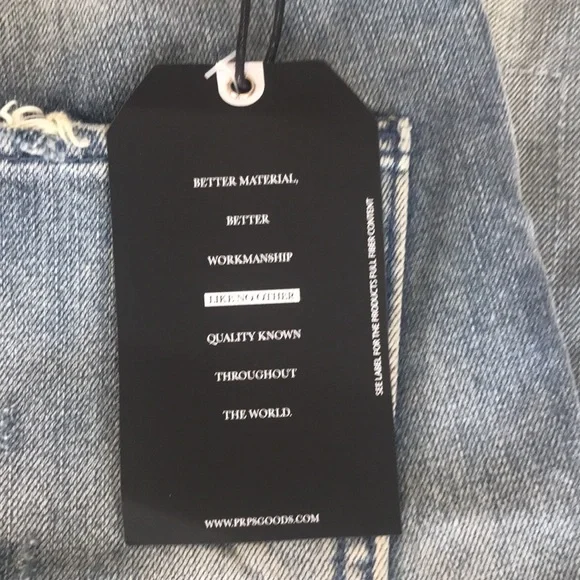 BETTER MATERIAL,
BETTER
WORKMANSHIP
LIKE NO OTHER
QUALITY KNOWN
THROUGHOUT
THE WORLD.
WWW.PRPSGOODS.COM
SEE LABEL FOR THE PRODUCTS FULL FIBER CONTENT